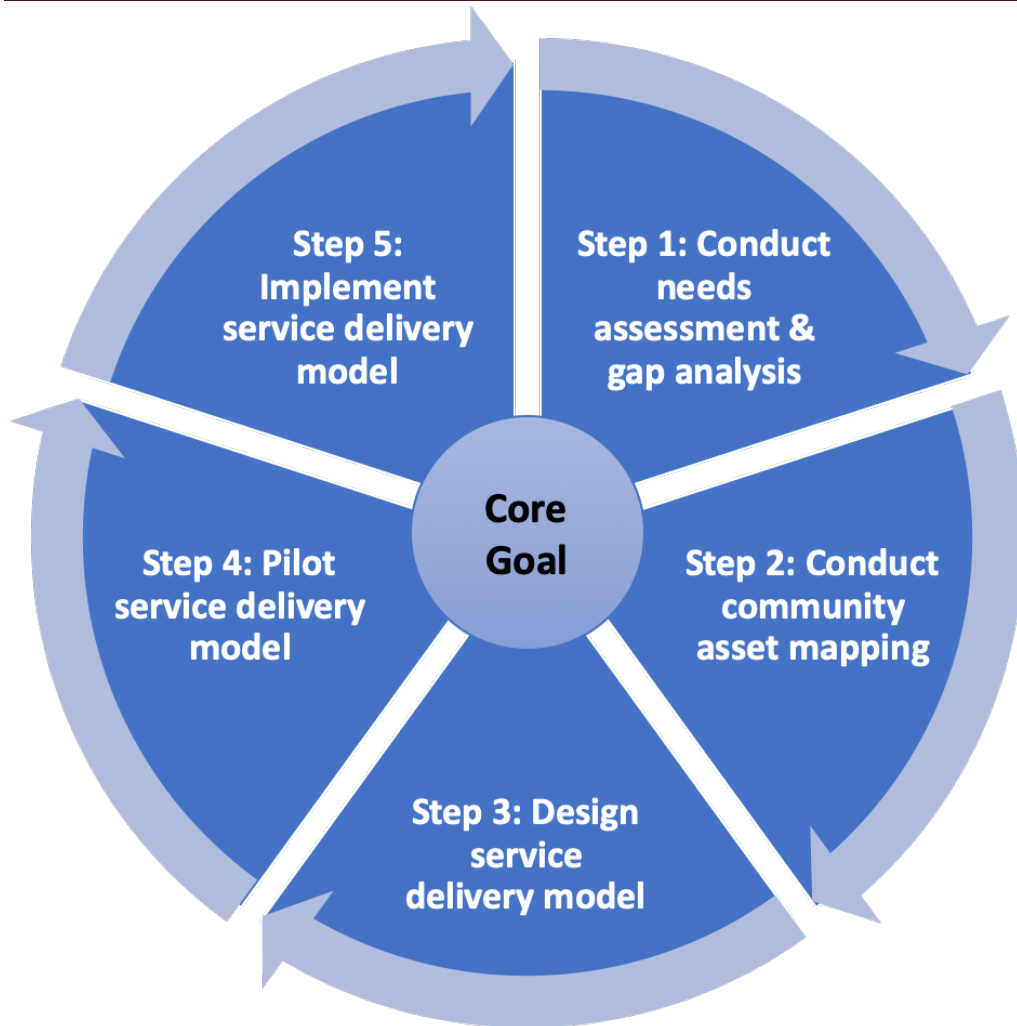 Step 1: Conduct
needs
assessment &
gap analysis
Step 2: Conduct
community
asset mapping
Step 3: Design
service
delivery model
Step 4: Pilot
service delivery
model
Step 5:
Implement
service delivery
model
Core
Goal